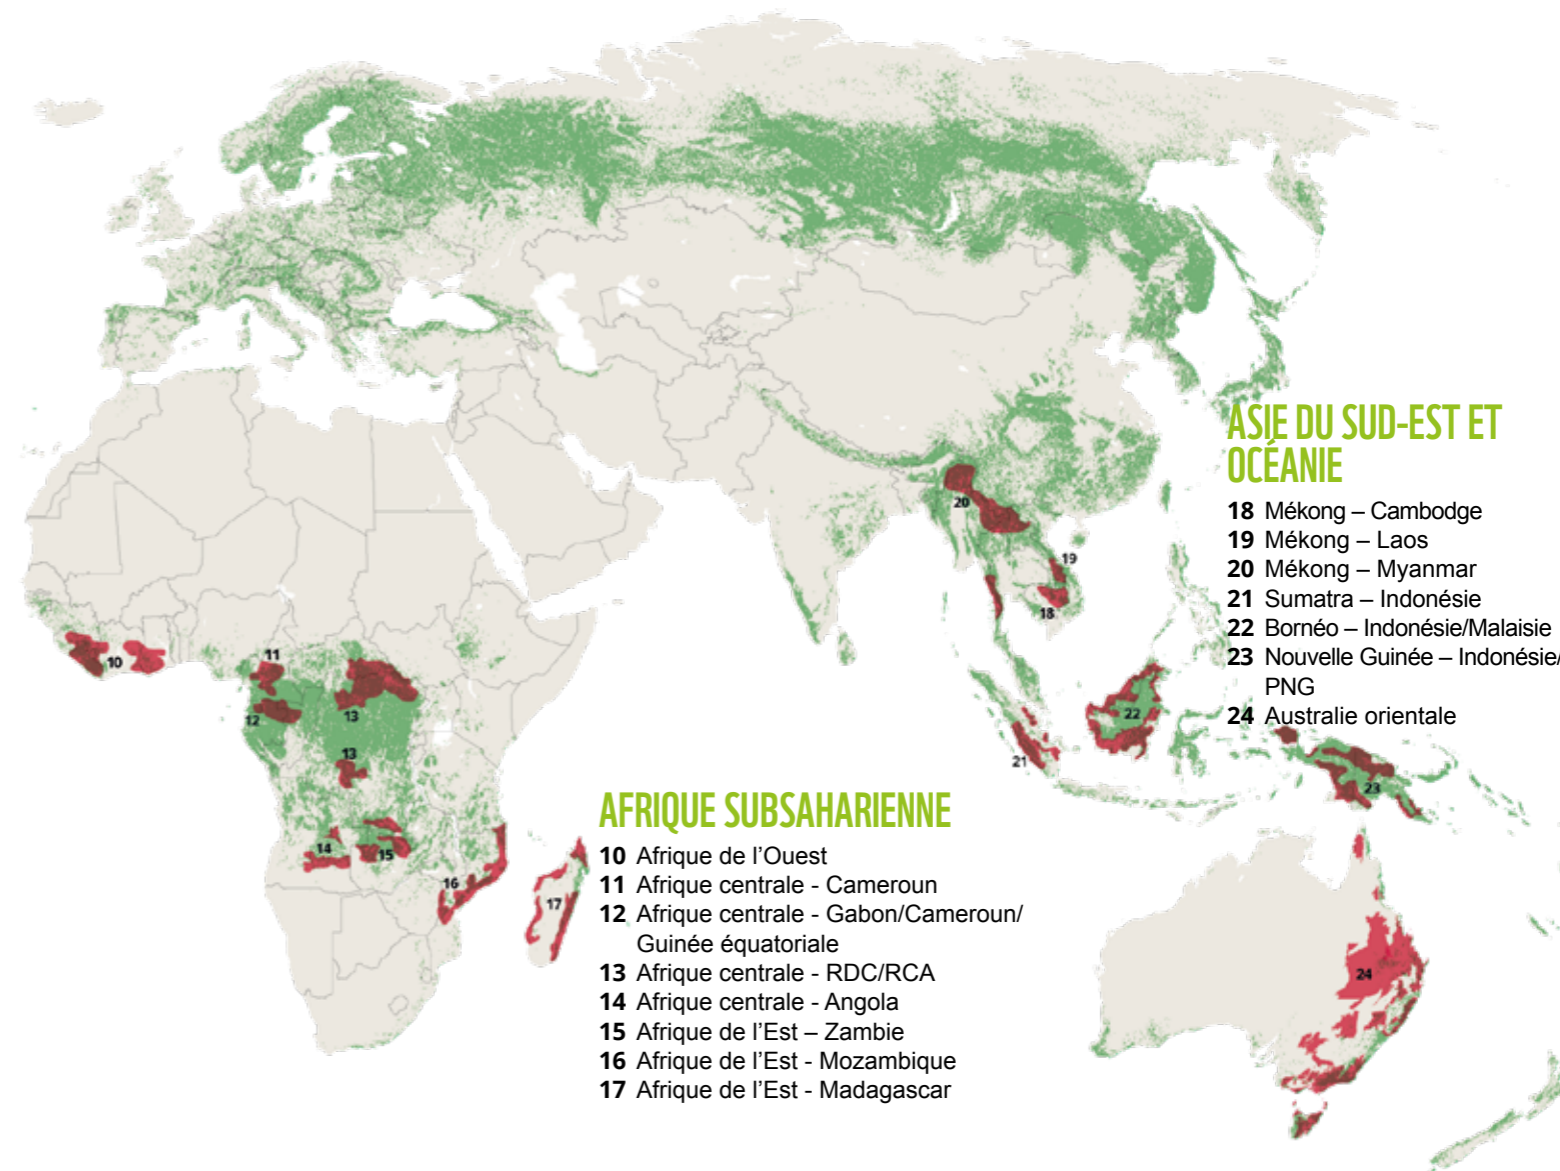 ASIE DU SUD-EST ET
OCÉANIE
18 Mékong – Cambodge
19 Mékong – Laos
20 Mékong – Myanmar
21 Sumatra – Indonésie
22 Bornéo – Indonésie/Malaisie
23 Nouvelle Guinée – Indonésie/
PNG
24 Australie orientale
AFRIQUE SUBSAHARIENNE
10 Afrique de l’Ouest
11 Afrique centrale - Cameroun
12 Afrique centrale - Gabon/Cameroun/
Guinée équatoriale
13 Afrique centrale - RDC/RCA
14 Afrique centrale - Angola
15 Afrique de l’Est – Zambie
16 Afrique de l’Est - Mozambique
17 Afrique de l’Est - Madagascar
20
19
18
10
11
12
13
13
22
21
23
14
15
16
17
24